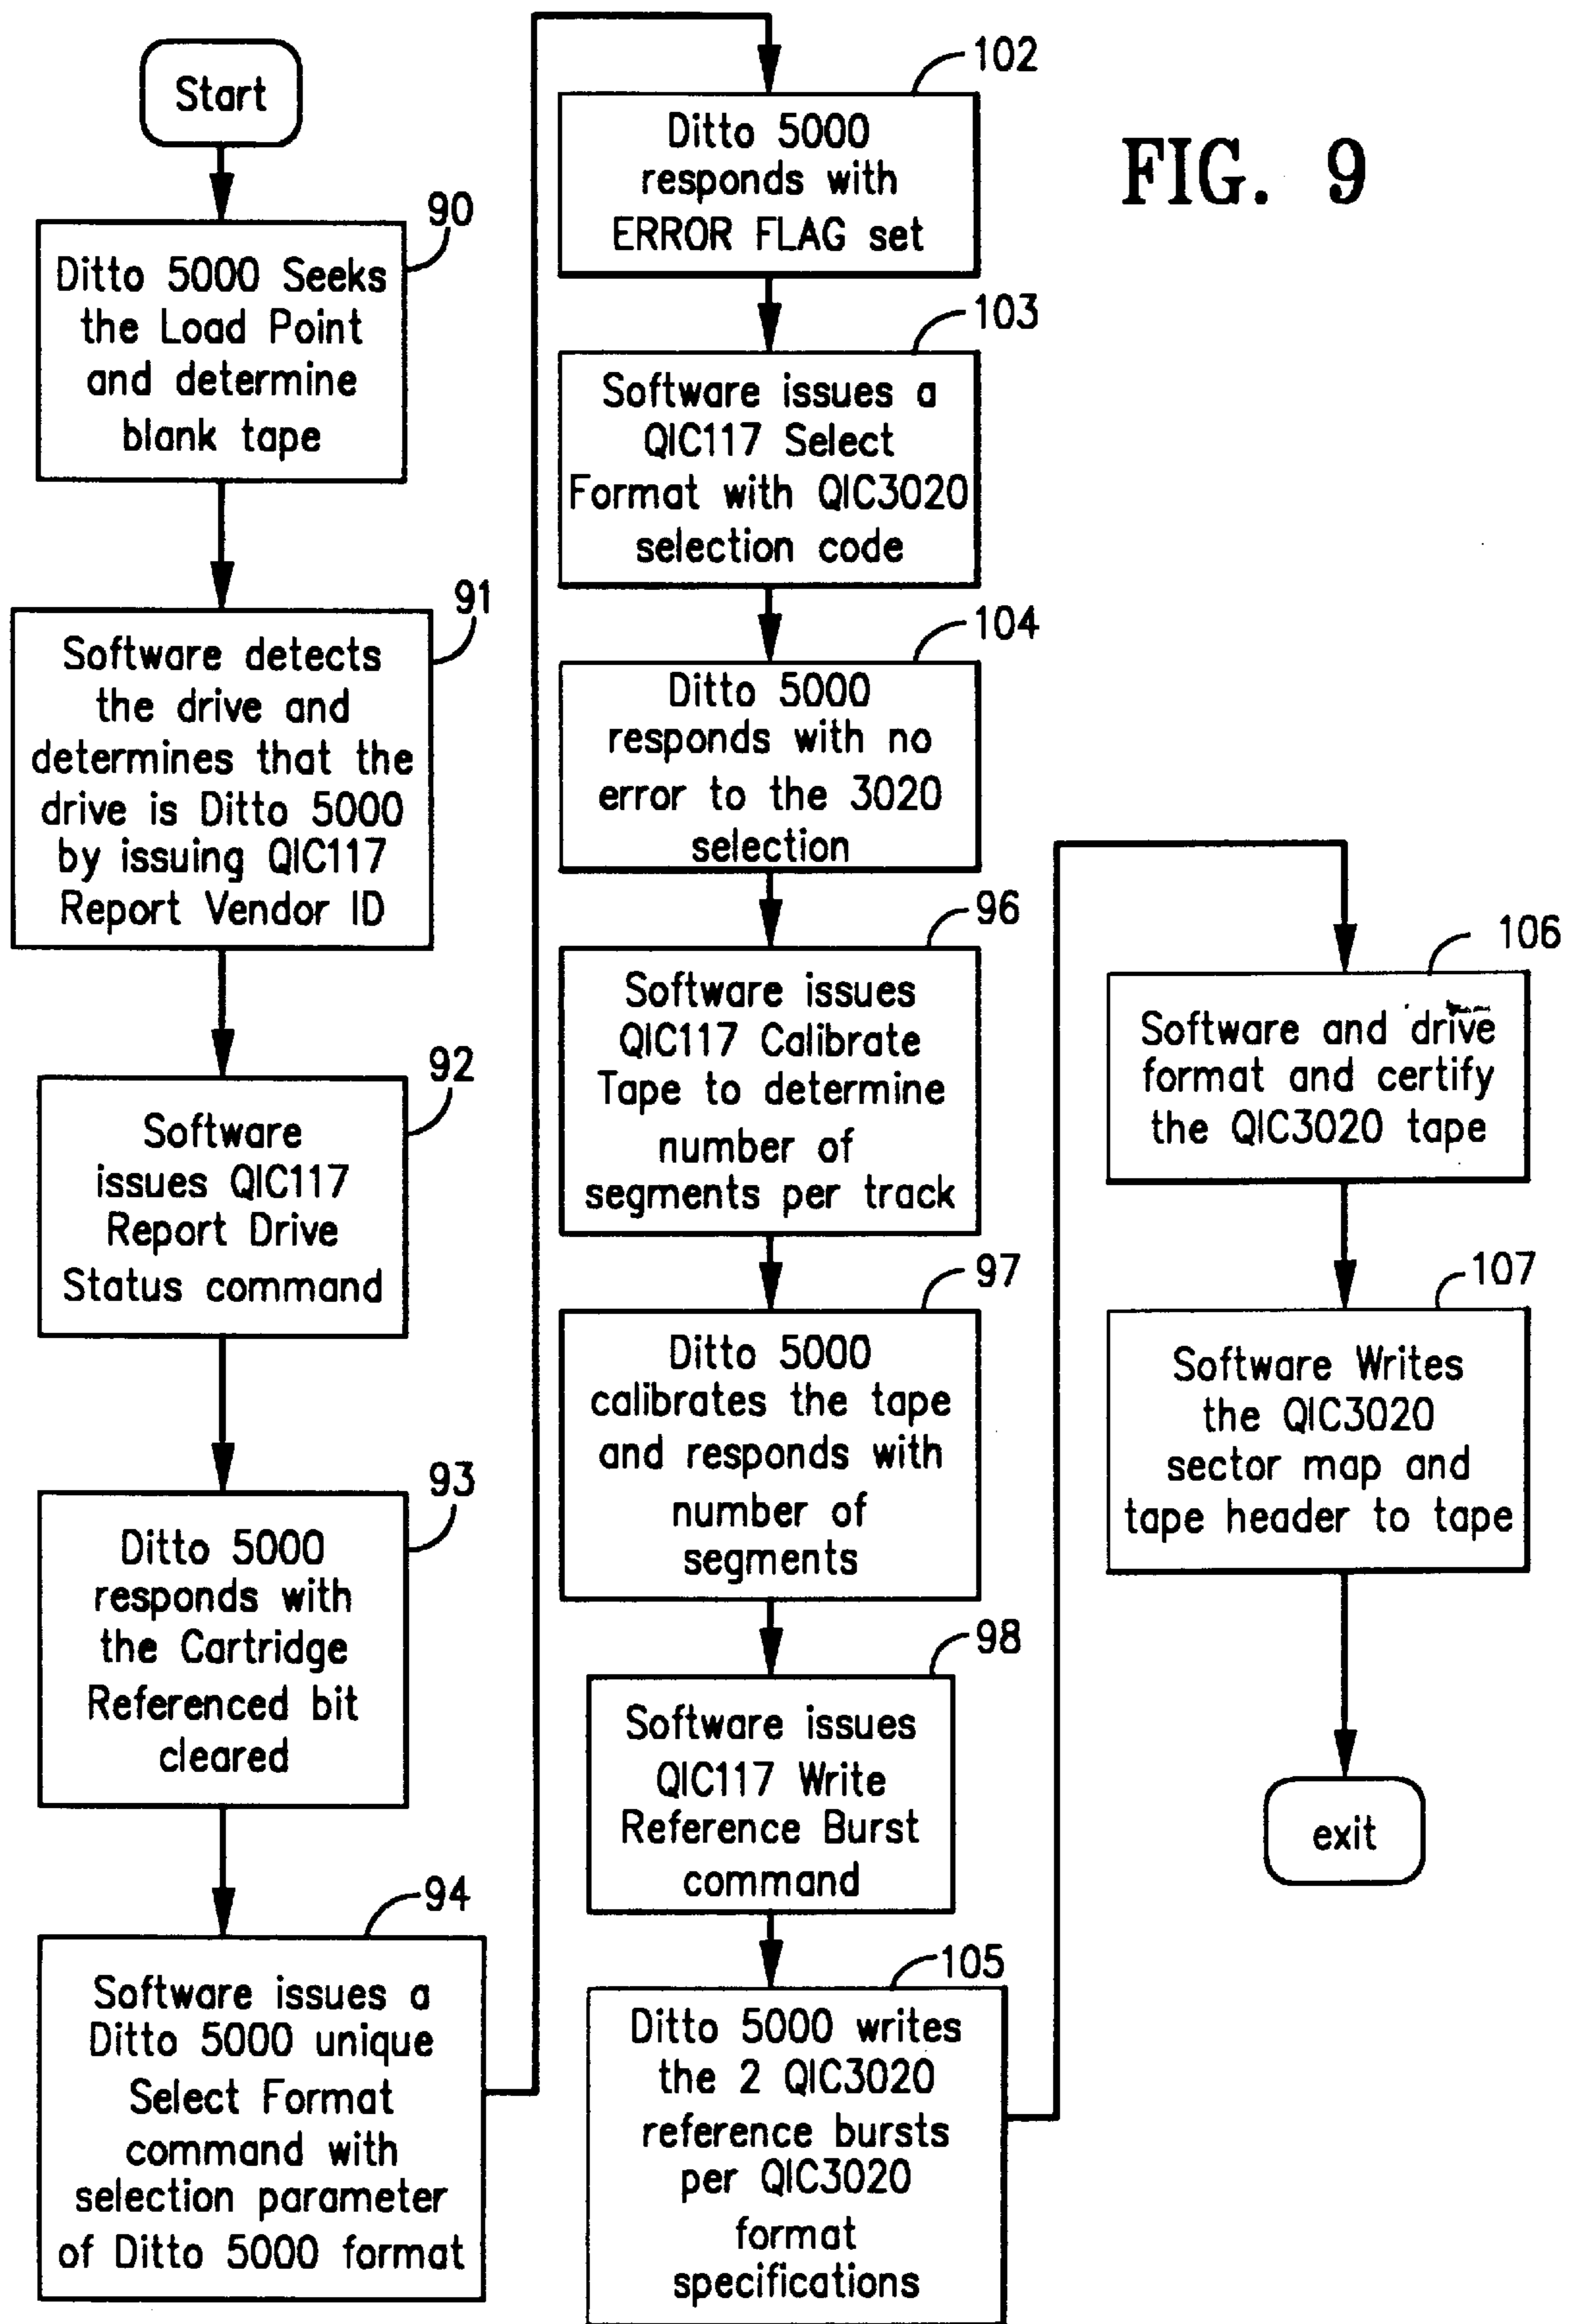 Start
90
Ditto 5000 Seeks
the Load Point
and determine
blank tape
91
Software detects
the drive and
determines that the
drive is Ditto 5000
by issuing QIC117
Report Vendor ID
92
Software
issues QIC117
Report Drive
Status command
93
Ditto 5000
responds with
the Cartridge
Referenced bit
cleared
94
Software issues a
Ditto 5000 unique
Select Format
command with
selection parameter
of Ditto 5000 format
102
Ditto 5000
responds with
ERROR FLAG set
103
Software issues a
QIC117 Select
Format with QIC3020
selection code
104
Ditto 5000
responds with no
error to the 3020
selection
96
Software issues
QIC117 Calibrate
Tape to determine
number of
segments per track
97
Ditto 5000
calibrates the tape
and responds with
number of
segments
98
Software issues
QIC117 Write
Reference Burst
command
105
Ditto 5000 writes
the 2 QIC3020
reference bursts
per QIC3020
format
specifications
FIG. 9
106
Software and drive
format and certify
the QIC3020 tape
107
Software Writes
the QIC3020
sector map and
tape header to tape
exit